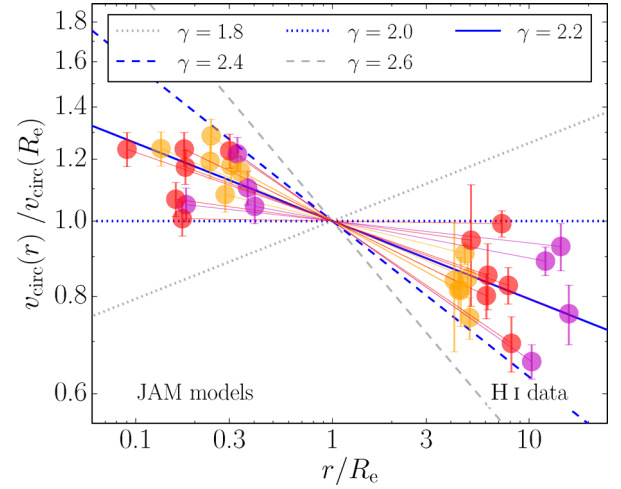 γ = 1.8 γ = 2.0 γ = 2.2
γ = 2.4 γ = 2.6
1.8
1.6
1.4
1.2
1.0
0.8
0.6
v_circ(r) / v_circ(R_e)
JAM models H I data
0.1 0.3 1 3 10
r/R_e